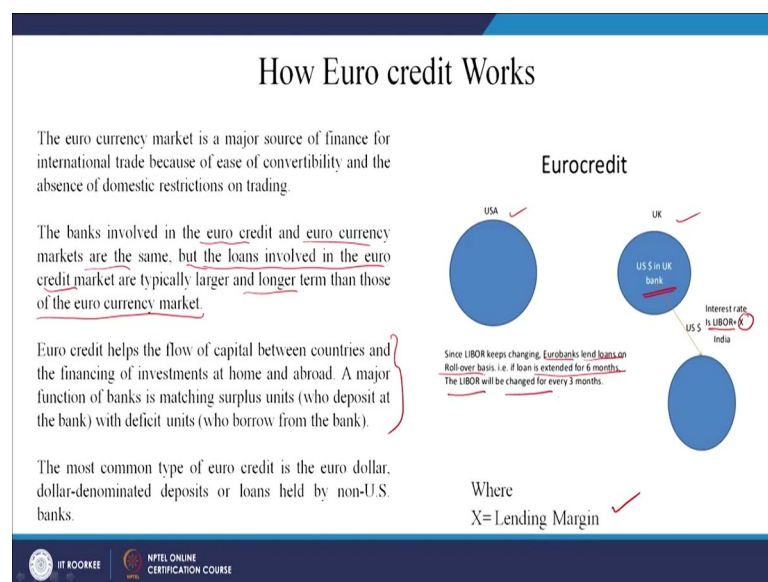 How Euro credit Works
The euro currency market is a major source of finance for
international trade because of ease of convertibility and the
absence of domestic restrictions on trading.
The banks involved in the euro credit and euro currency
markets are the same, but the loans involved in the euro
credit market are typically larger and longer term than those
of the euro currency market.
Euro credit helps the flow of capital between countries and
the financing of investments at home and abroad. A major
function of banks is matching surplus units (who deposit at
the bank) with deficit units (who borrow from the bank).
The most common type of euro credit is the euro dollar,
dollar-denominated deposits or loans held by non-U.S.
banks.
Eurocredit
USA
UK
US $ in UK
bank
Interest rate
Is LIBOR+ X
US $
India
Since LIBOR keeps changing, Eurobanks lend loans on
Roll-over basis. i.e. if loan is extended for 6 months,
The LIBOR will be changed for every 3 months.
Where
X= Lending Margin
IIT ROORKEE
NPTEL ONLINE
CERTIFICATION COURSE